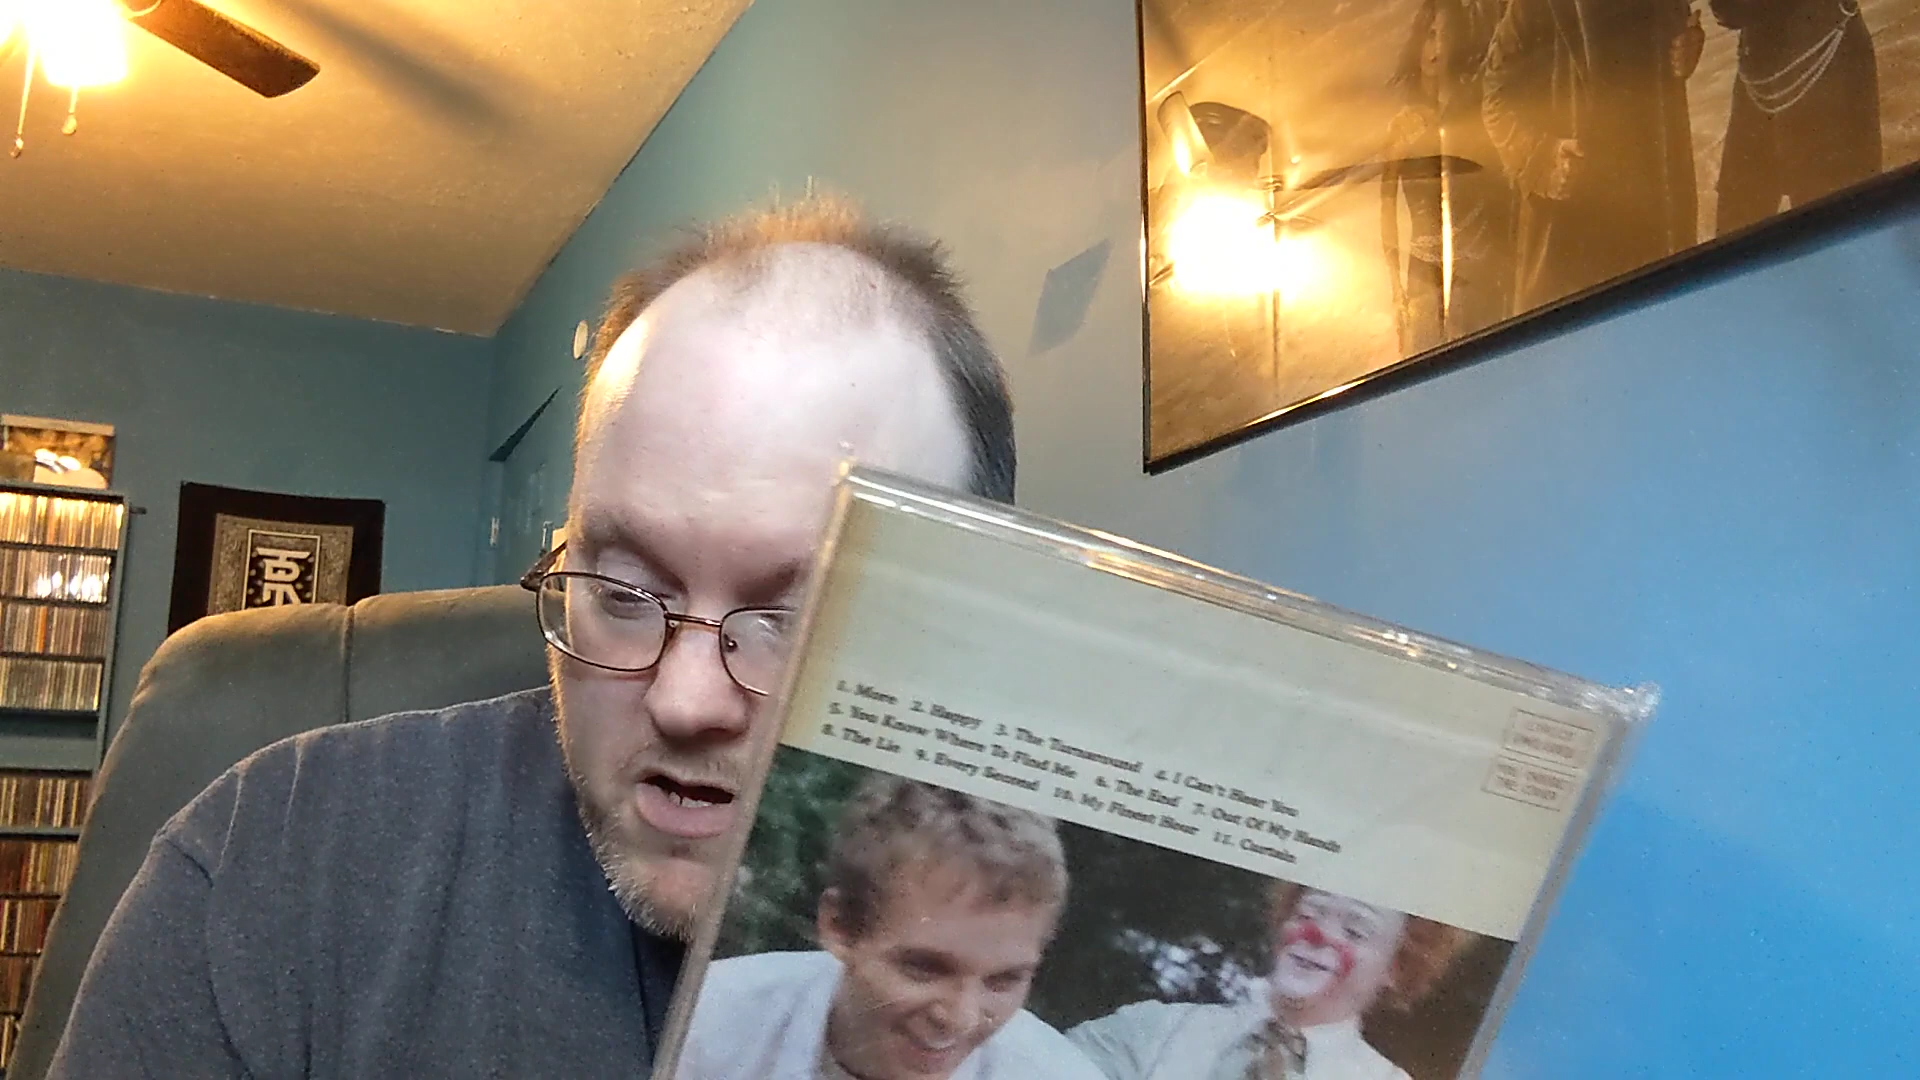 1. More 2. Happy 3. The Turnaround 4. I Can't Hear You
5. You Know Where To Find Me 6. The End 7. Out Of My Hands
8. The Lie 9. Every Second 10. My Finest Hour 11. Curtain